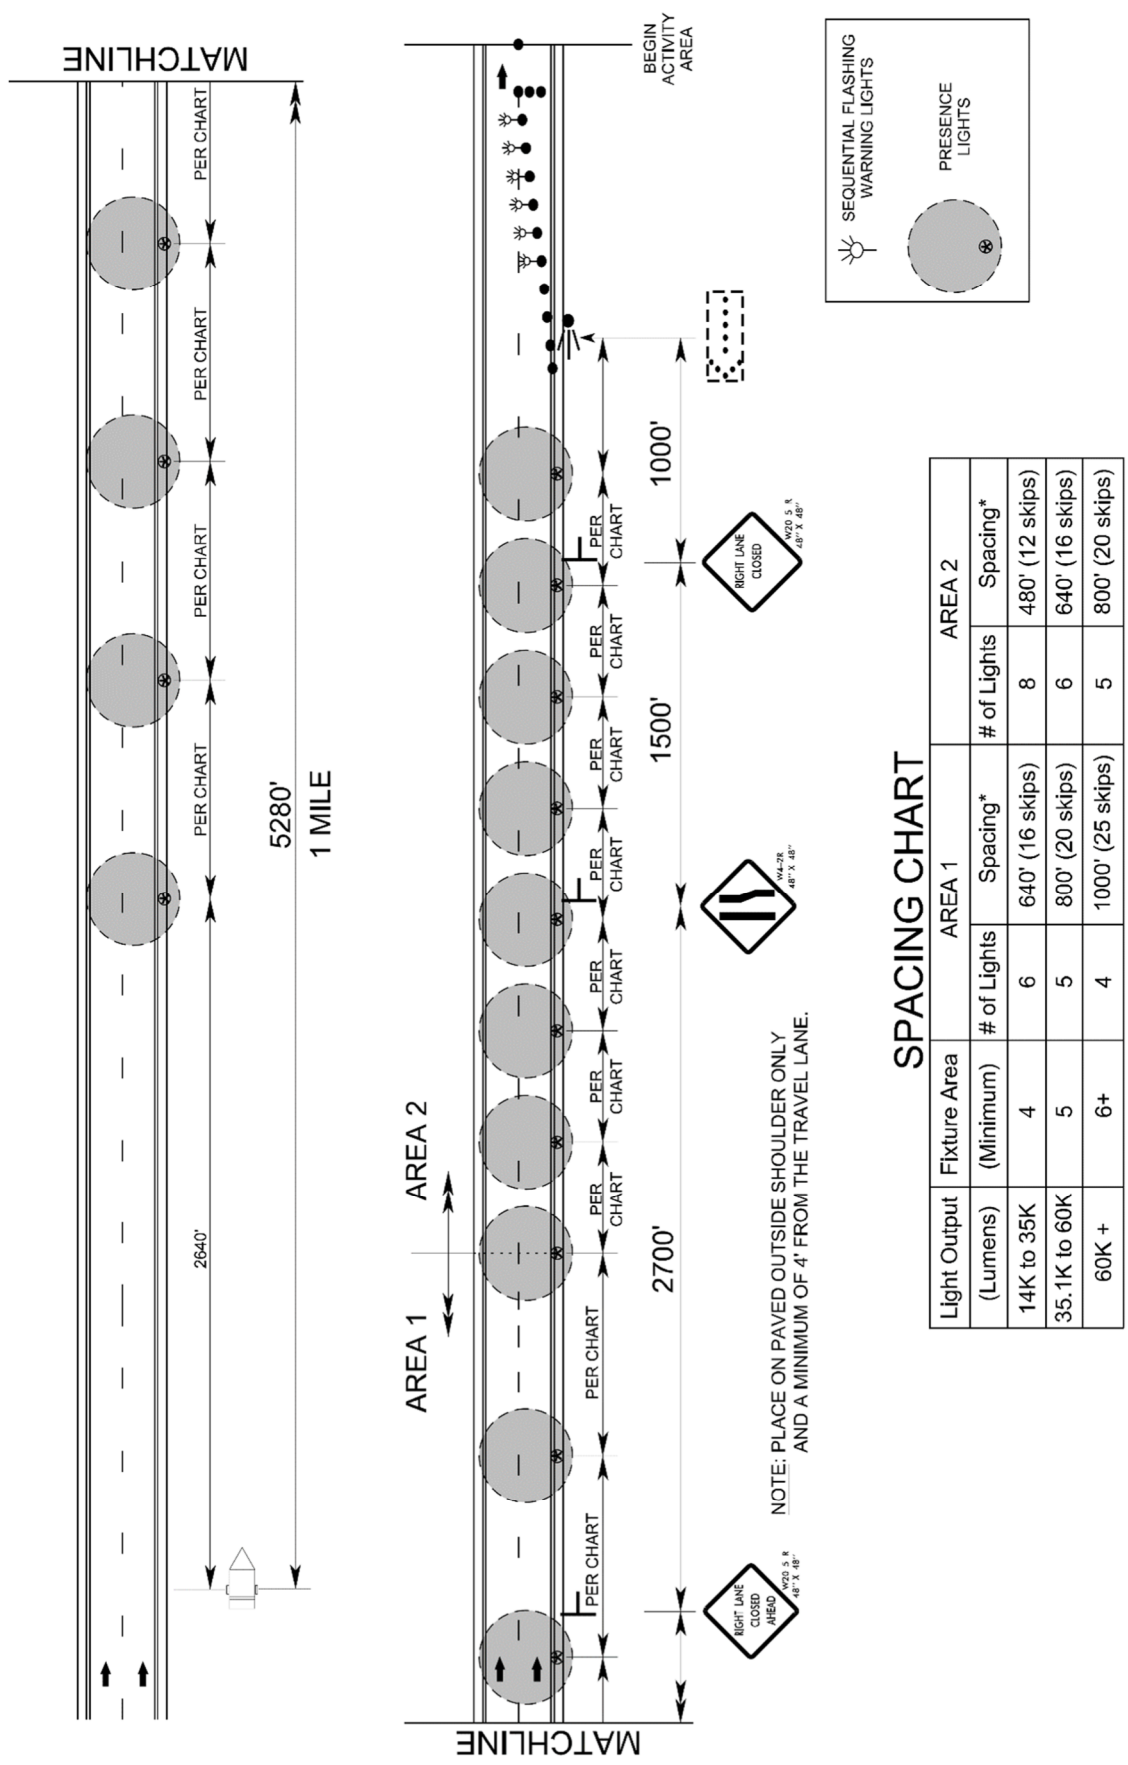 MATCHLINE
PER CHART
PER CHART
PER CHART
PER CHART
2640'
5280'
1 MILE
MATCHLINE
AREA 1
AREA 2
PER CHART
PER CHART
PER
CHART
PER
CHART
PER
CHART
PER
CHART
PER
CHART
PER
CHART
PER
CHART
2700'
1500'
1000'
BEGIN
ACTIVITY
AREA
RIGHT LANE
CLOSED
AHEAD
W20 5 R
48" X 48"
W4-2R
48" X 48"
RIGHT LANE
CLOSED
W20 5 R
48" X 48"
NOTE: PLACE ON PAVED OUTSIDE SHOULDER ONLY
AND A MINIMUM OF 4' FROM THE TRAVEL LANE.
SEQUENTIAL FLASHING
WARNING LIGHTS
PRESENCE
LIGHTS
SPACING CHART
Light Output Fixture Area AREA 1 AREA 2
(Lumens) (Minimum) # of Lights Spacing* # of Lights Spacing*
14K to 35K 4 6 640' (16 skips) 8 480' (12 skips)
35.1K to 60K 5 5 800' (20 skips) 6 640' (16 skips)
60K + 6+ 4 1000' (25 skips) 5 800' (20 skips)